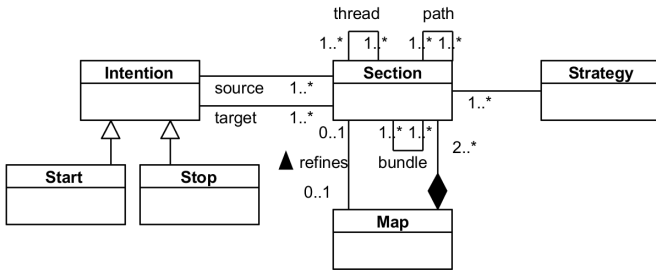 thread path
1..* 1..* 1..* 1..*
Intention Section Strategy
source 1..*
1..*
target 1..*
0..1 1..* 1..*
2..*
▲ refines bundle
Start Stop
0..1
Map